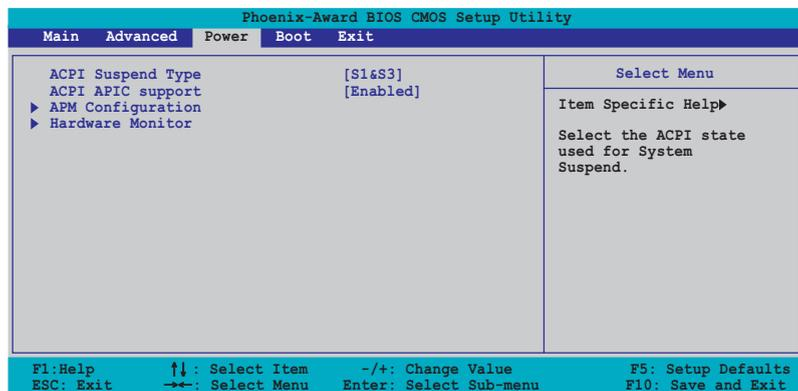 Phoenix-Award BIOS CMOS Setup Utility
Main Advanced Power Boot Exit
ACPI Suspend Type [S1&S3]
ACPI APIC support [Enabled]
APM Configuration
Hardware Monitor
Select Menu
Item Specific Help
Select the ACPI state
used for System
Suspend.
F1:Help ↑↓: Select Item -/+: Change Value F5: Setup Defaults
ESC: Exit →←: Select Menu Enter: Select Sub-menu F10: Save and Exit